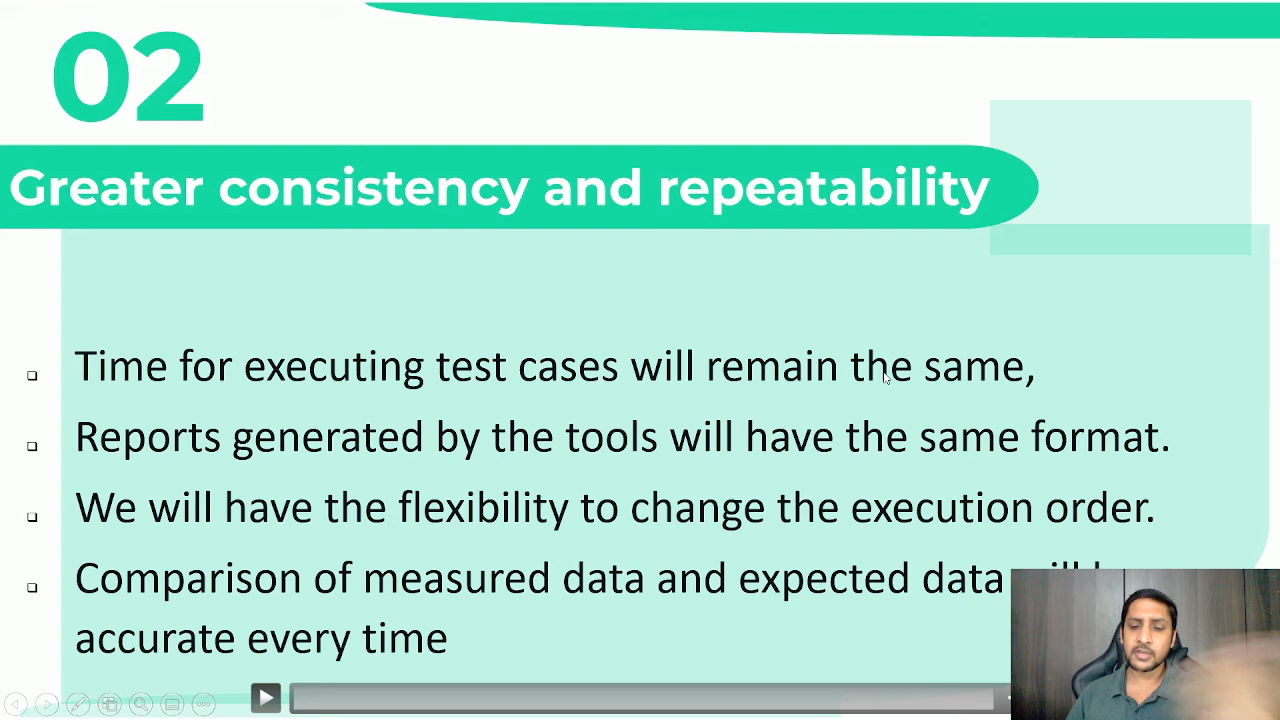 02
Greater consistency and repeatability
Time for executing test cases will remain the same,
Reports generated by the tools will have the same format.
We will have the flexibility to change the execution order.
Comparison of measured data and expected data
accurate every time